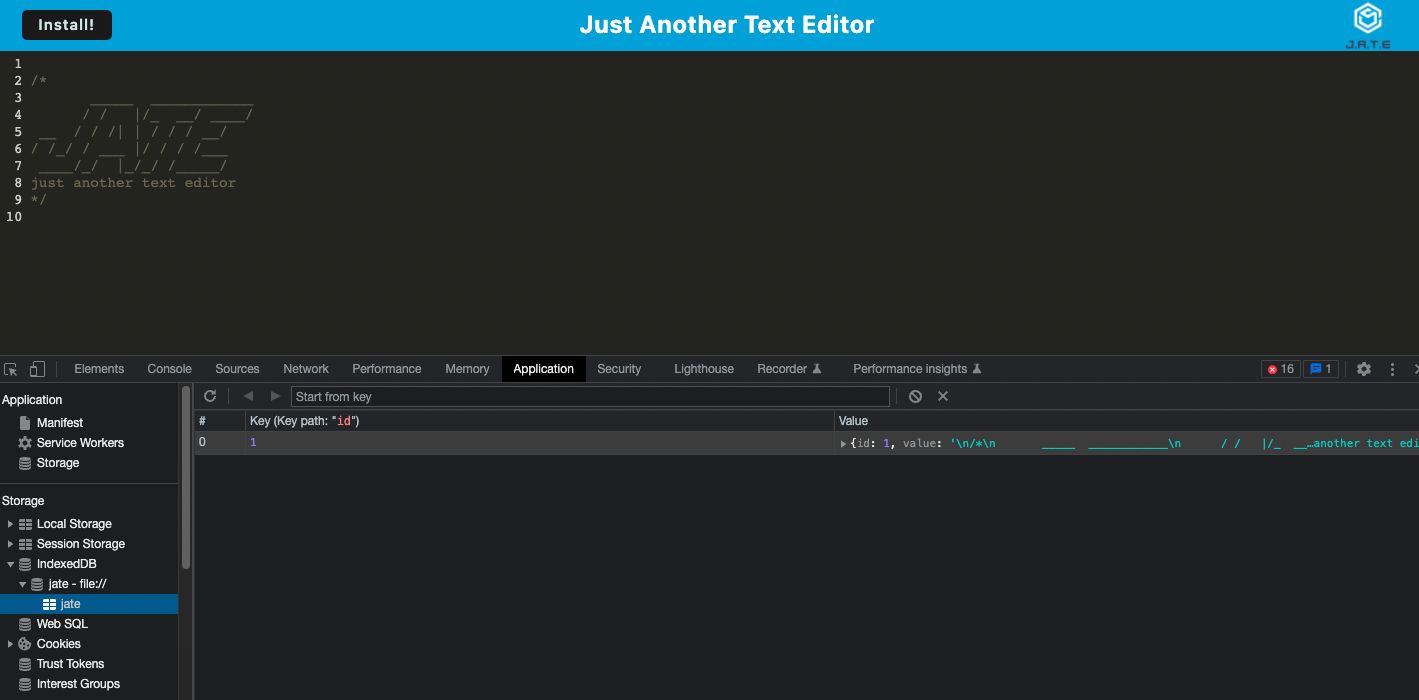 Install!
Just Another Text Editor
J.A.T.E
1
2 /*
3        ______  ______________
4       / /   |/_  __/ ____/
5  __  / / /| | / / / __/
6 / /_/ / ___ |/ / / /___
7  ____/_/  |_/_/ /_____/
8 just another text editor
9 */
10
Elements Console Sources Network Performance Memory Application Security Lighthouse Recorder Performance insights 16 1
Application
Manifest
Service Workers
Storage
Storage
Local Storage
Session Storage
IndexedDB
jate - file://
jate
Web SQL
Cookies
Trust Tokens
Interest Groups
Start from key
# Key (Key path: "id") Value
0 1 {id: 1, value: '\n/*\n       _____  ____________\n      / /   |/_  __…another text edi